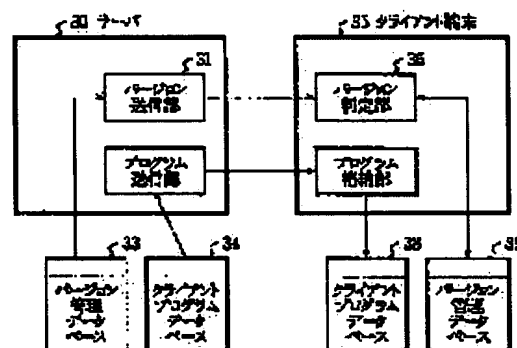 30 サーバ
35 クライアント端末
31
バージョン
送信部
36
バージョン
判定部
プログラム
送付部
プログラム
格納部
33
バージョン
管理
データ
ベース
34
クライアント
プログラム
データ
ベース
38
クライアント
プログラム
データ
ベース
バージョン
管理
データ
ベース